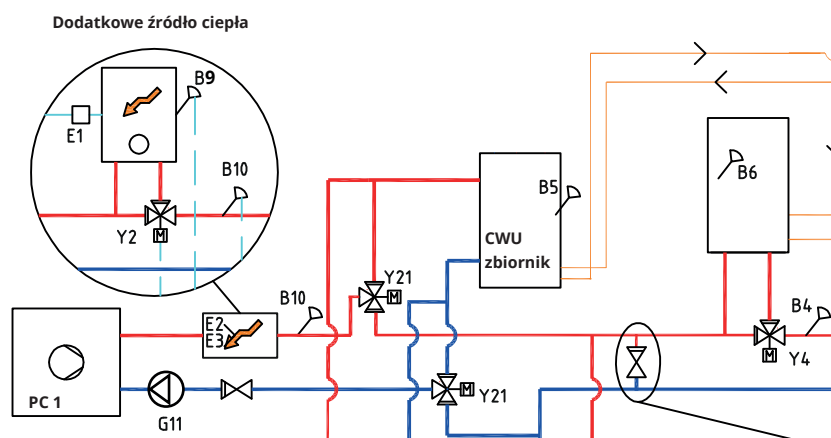 Dodatkowe źródło ciepła
B9
E1
B10
Y2
M
B5
B6
CWU
zbiornik
Y21
M
B10
B4
E2
E3
M
Y4
PC 1
G11
M
Y21